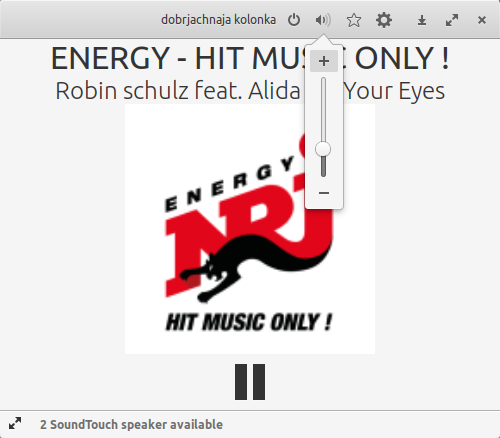 dobrjachnaja kolonka
ENERGY - HIT MUSIC ONLY !
Robin schulz feat. Alida Your Eyes
ENERGY
NRJ
HIT MUSIC ONLY !
2 SoundTouch speaker available